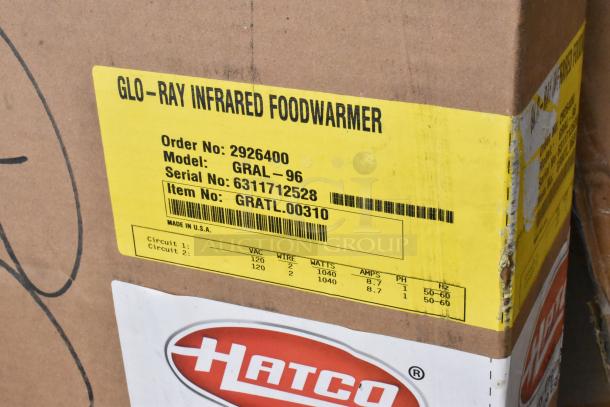 GLO-RAY INFRARED FOODWARMER
Order No: 2926400
Model: GRAL-96
Serial No: 6311712528
Item No: GRATL.00310
MADE IN U.S.A.
VAC WIRE WATTS AMPS PH HZ
Circuit 1: 120 2 1040 8.7 1 50-60
Circuit 2: 120 2 1040 8.7 1 50-60
AUCTION GROUP
HATCO ®